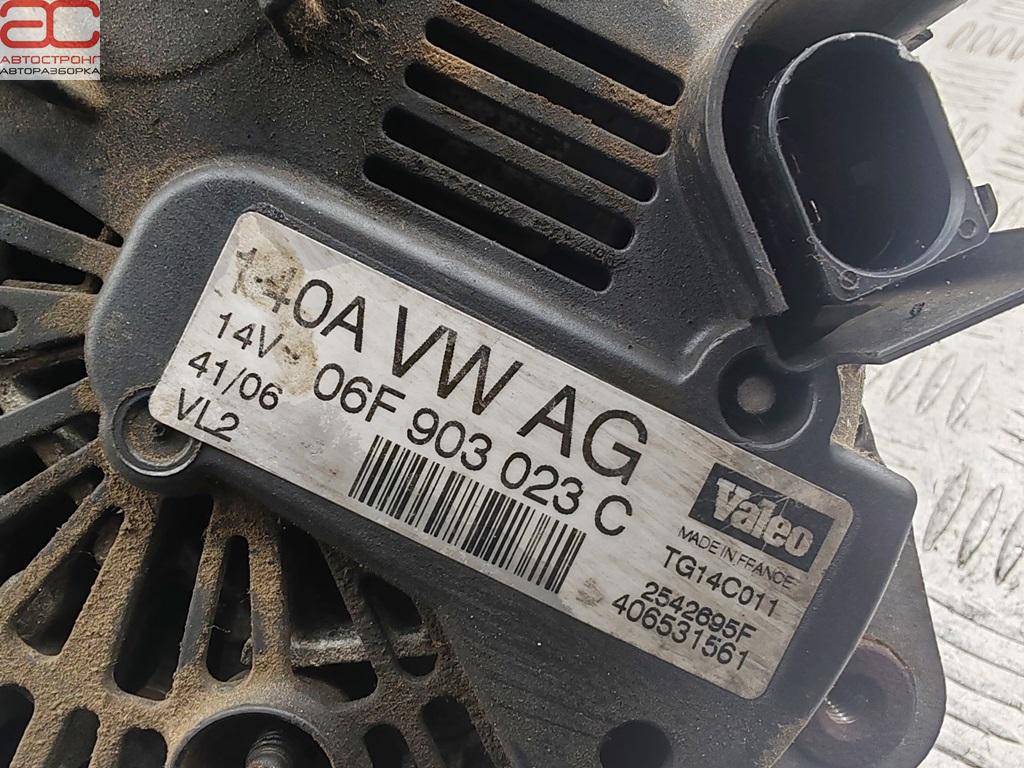 ac
АВТОСТРОНГ
АВТОРАЗБОРКА
140A VW AG
14V- 06F 903 023 C
41/06
VL2
Valeo
MADE IN FRANCE
TG14C011
2542695F
406531561